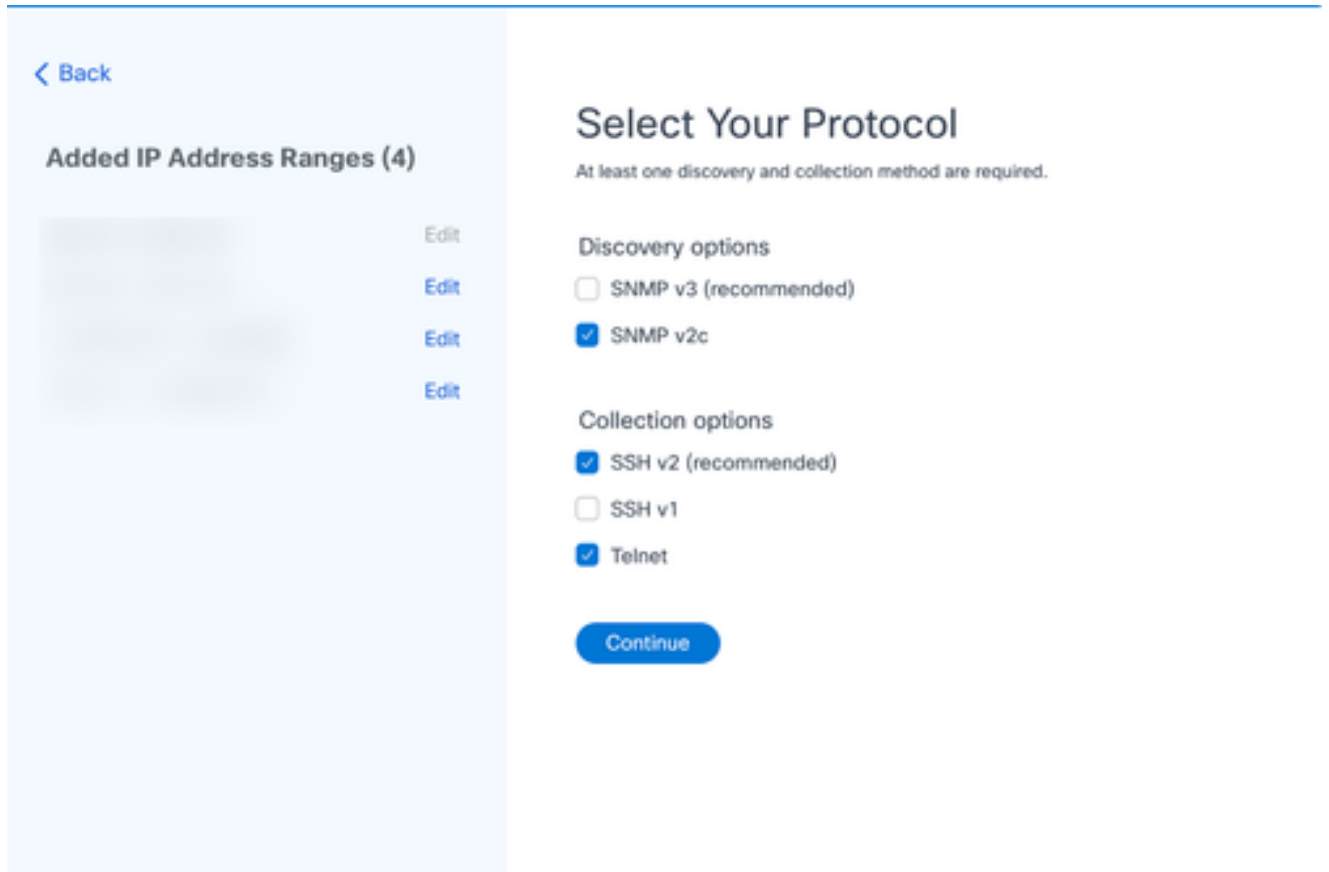 Back
Added IP Address Ranges (4)
Edit
Edit
Edit
Edit
Select Your Protocol
At least one discovery and collection method are required.
Discovery options
SNMP v3 (recommended)
SNMP v2c
Collection options
SSH v2 (recommended)
SSH v1
Telnet
Continue